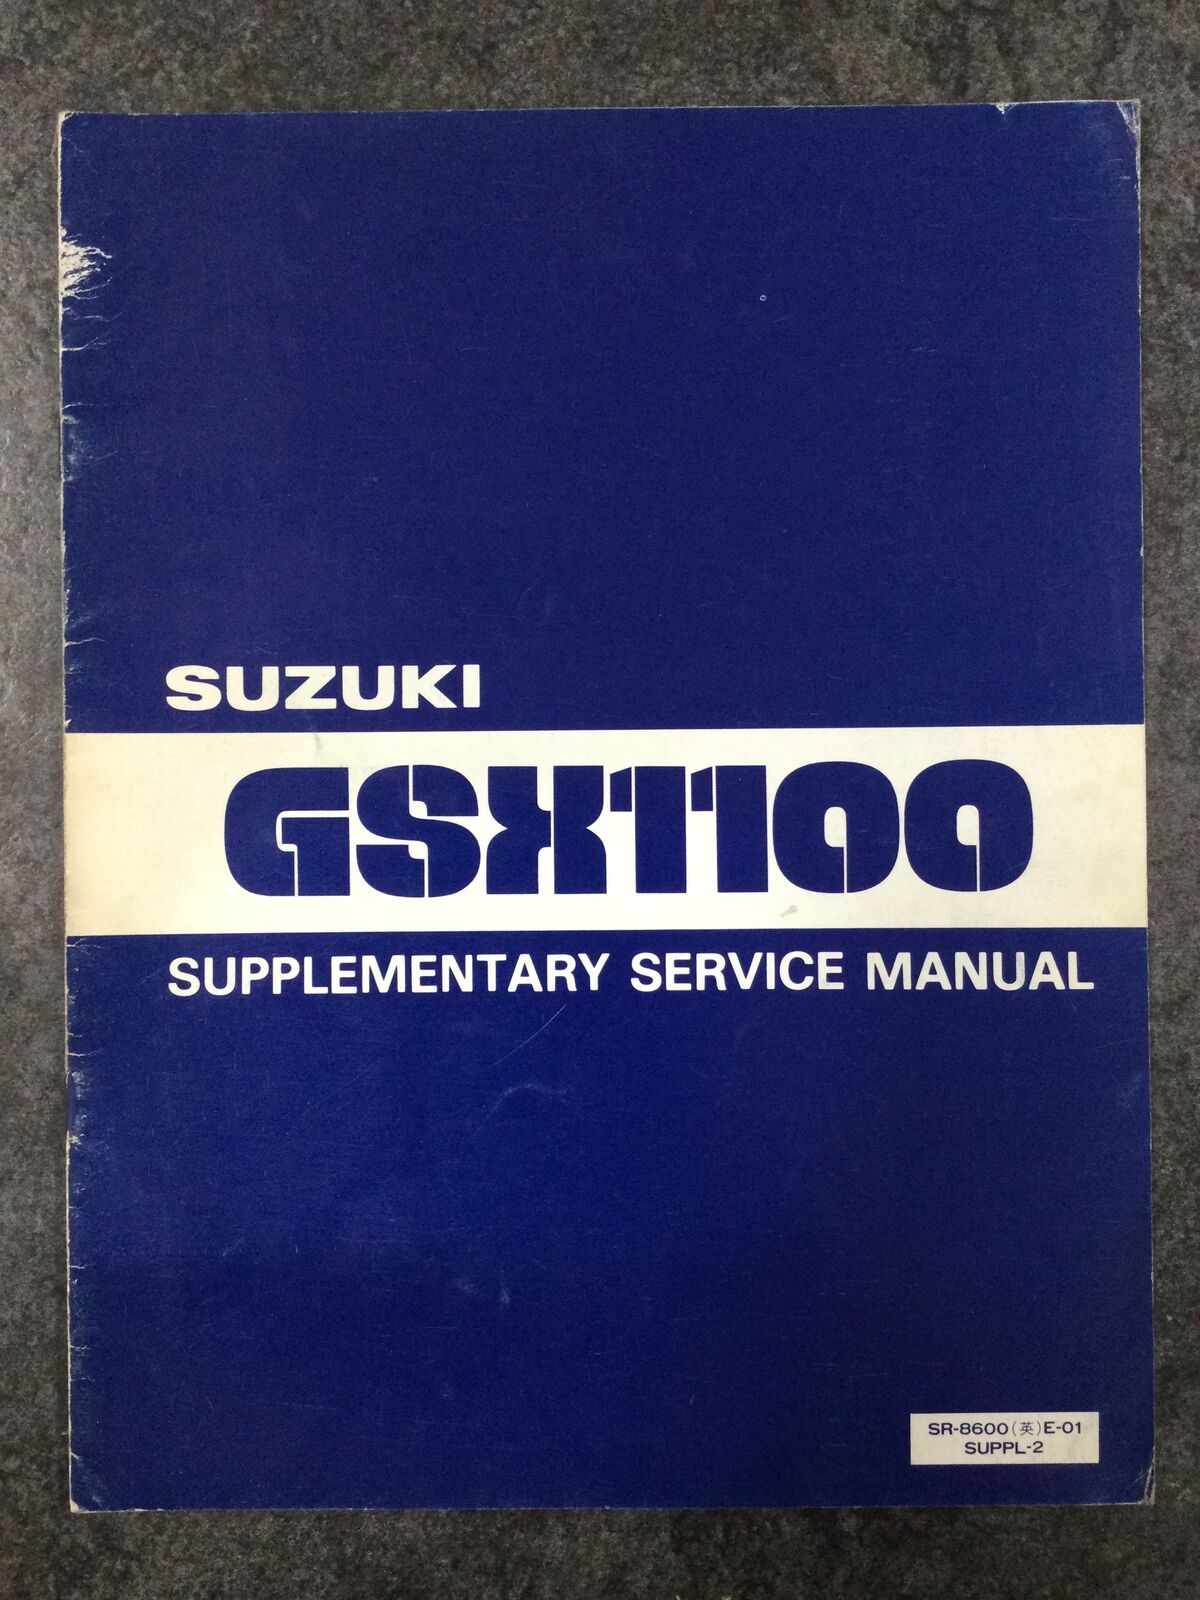 SUZUKI
GSX1100
SUPPLEMENTARY SERVICE MANUAL
SR-8600(英)E-01
SUPPL-2